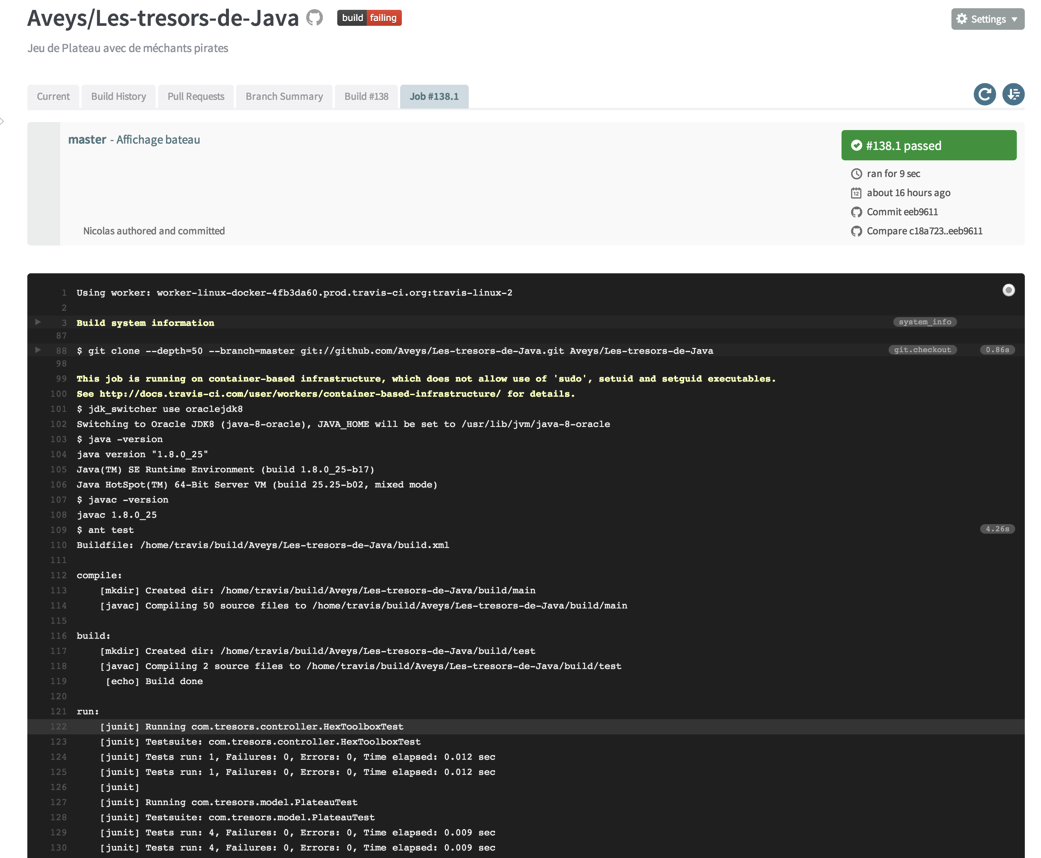 Aveys/Les-tresors-de-Java build failing Settings
Jeu de Plateau avec de méchants pirates
Current Build History Pull Requests Branch Summary Build #138 Job #138.1
master - Affichage bateau
#138.1 passed
ran for 9 sec
about 16 hours ago
Commit eeb9611
Nicolas authored and committed
Compare c18a723..eeb9611
1 Using worker: worker-linux-docker-4fb3da60.prod.travis-ci.org:travis-linux-2
2
3 Build system information system_info
87
88 $ git clone --depth=50 --branch=master git://github.com/Aveys/Les-tresors-de-Java.git Aveys/Les-tresors-de-Java git.checkout 0.86s
98
99 This job is running on container-based infrastructure, which does not allow use of 'sudo', setuid and setguid executables.
100 See http://docs.travis-ci.com/user/workers/container-based-infrastructure/ for details.
101 $ jdk_switcher use oraclejdk8
102 Switching to Oracle JDK8 (java-8-oracle), JAVA_HOME will be set to /usr/lib/jvm/java-8-oracle
103 $ java -version
104 java version "1.8.0_25"
105 Java(TM) SE Runtime Environment (build 1.8.0_25-b17)
106 Java HotSpot(TM) 64-Bit Server VM (build 25.25-b02, mixed mode)
107 $ javac -version
108 javac 1.8.0_25
109 $ ant test 4.26s
110 Buildfile: /home/travis/build/Aveys/Les-tresors-de-Java/build.xml
111
112 compile:
113 [mkdir] Created dir: /home/travis/build/Aveys/Les-tresors-de-Java/build/main
114 [javac] Compiling 50 source files to /home/travis/build/Aveys/Les-tresors-de-Java/build/main
115
116 build:
117 [mkdir] Created dir: /home/travis/build/Aveys/Les-tresors-de-Java/build/test
118 [javac] Compiling 2 source files to /home/travis/build/Aveys/Les-tresors-de-Java/build/test
119 [echo] Build done
120
121 run:
122 [junit] Running com.tresors.controller.HexToolboxTest
123 [junit] Testsuite: com.tresors.controller.HexToolboxTest
124 [junit] Tests run: 1, Failures: 0, Errors: 0, Time elapsed: 0.012 sec
125 [junit] Tests run: 1, Failures: 0, Errors: 0, Time elapsed: 0.012 sec
126 [junit]
127 [junit] Running com.tresors.model.PlateauTest
128 [junit] Testsuite: com.tresors.model.PlateauTest
129 [junit] Tests run: 4, Failures: 0, Errors: 0, Time elapsed: 0.009 sec
130 [junit] Tests run: 4, Failures: 0, Errors: 0, Time elapsed: 0.009 sec